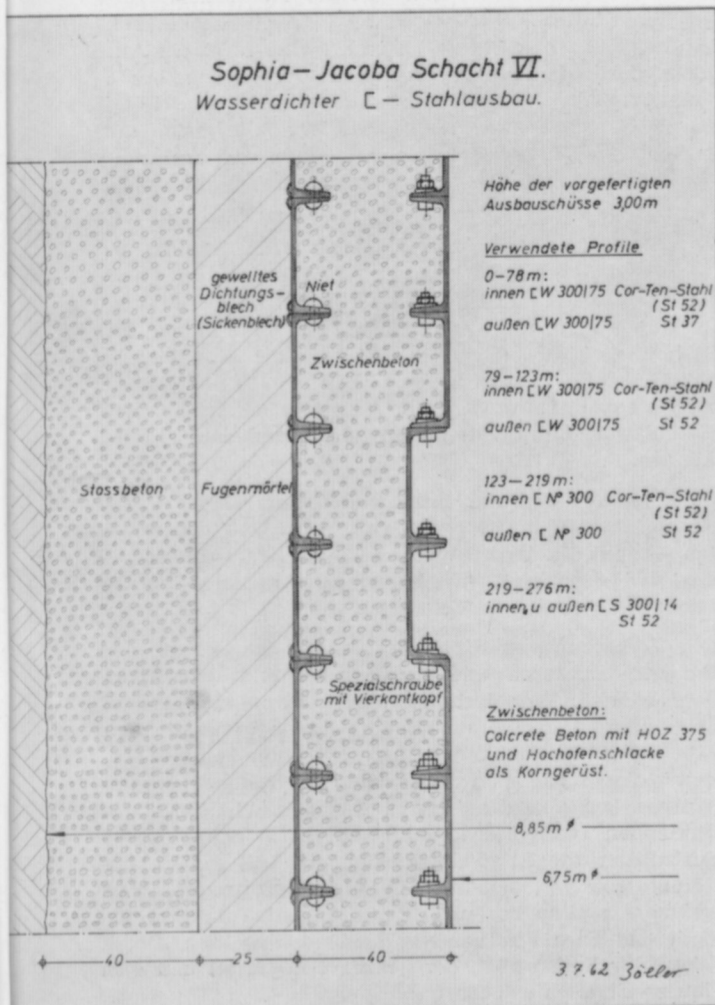 Sophia-Jacoba Schacht VI.
Wasserdichter [ - Stahlausbau.
Höhe der vorgefertigten
Ausbauschüsse 3,00m
Verwendete Profile
0-78m:
innen [W 300|75 Cor-Ten-Stahl
(St 52)
außen [W 300|75 St 37
79-123m:
innen [W 300|75 Cor-Ten-Stahl
(St 52)
außen [W 300|75 St 52
123-219m:
innen [ Nº 300 Cor-Ten-Stahl
(St 52)
außen [ Nº 300 St 52
219-276m:
innen u außen [ S 300|14
St 52
Zwischenbeton:
Colcrete Beton mit HOZ 375
und Hochofenschlacke
als Korngerüst.
gewelltes
Dichtungs-
blech
(Sickenblech)
Niet
Zwischenbeton
Stossbeton
Fugenmörtel
Spezialschraube
mit Vierkantkopf
8,85m ⌀
6,75m ⌀
40
25
40
3.7.62 Zöller